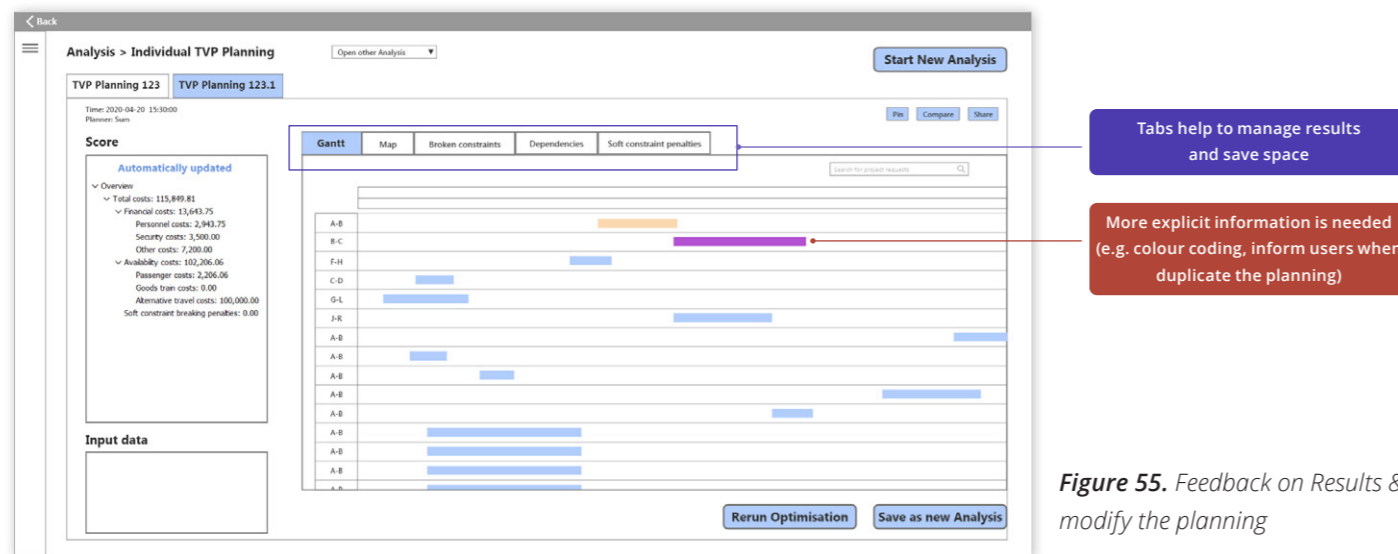 Back
Analysis > Individual TVP Planning
Open other Analysis
Start New Analysis
TVP Planning 123
TVP Planning 123.1
Time: 2020-04-20 15:30:00
Planner: Sum
Pin
Compare
Share
Score
Automatically updated
Overview
Total costs: 115,849.81
Financial costs: 13,643.75
Personnel costs: 2,943.75
Security costs: 3,500.00
Other costs: 7,200.00
Availabilty costs: 102,206.06
Passenger costs: 2,206.06
Goods tran costs: 0.00
Alternative travel costs: 100,000.00
Soft constraint breaking penalties: 0.00
Input data
Gantt
Map
Broken constraints
Dependencies
Soft constraint penalties
Search for project requests
A-B
B-C
F-H
C-D
G-L
J-R
A-B
A-B
A-B
A-B
A-B
A-B
A-B
A-B
Rerun Optimisation
Save as new Analysis
Tabs help to manage results
and save space
More explicit information is needed
(e.g. colour coding, inform users when
duplicate the planning)
Figure 55. Feedback on Results &
modify the planning